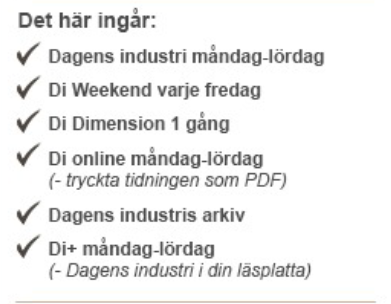 Det här ingår:
Dagens industri måndag-lördag
Di Weekend varje fredag
Di Dimension 1 gång
Di online måndag-lördag
(- tryckta tidningen som PDF)
Dagens industris arkiv
Di+ måndag-lördag
(- Dagens industri i din läsplatta)